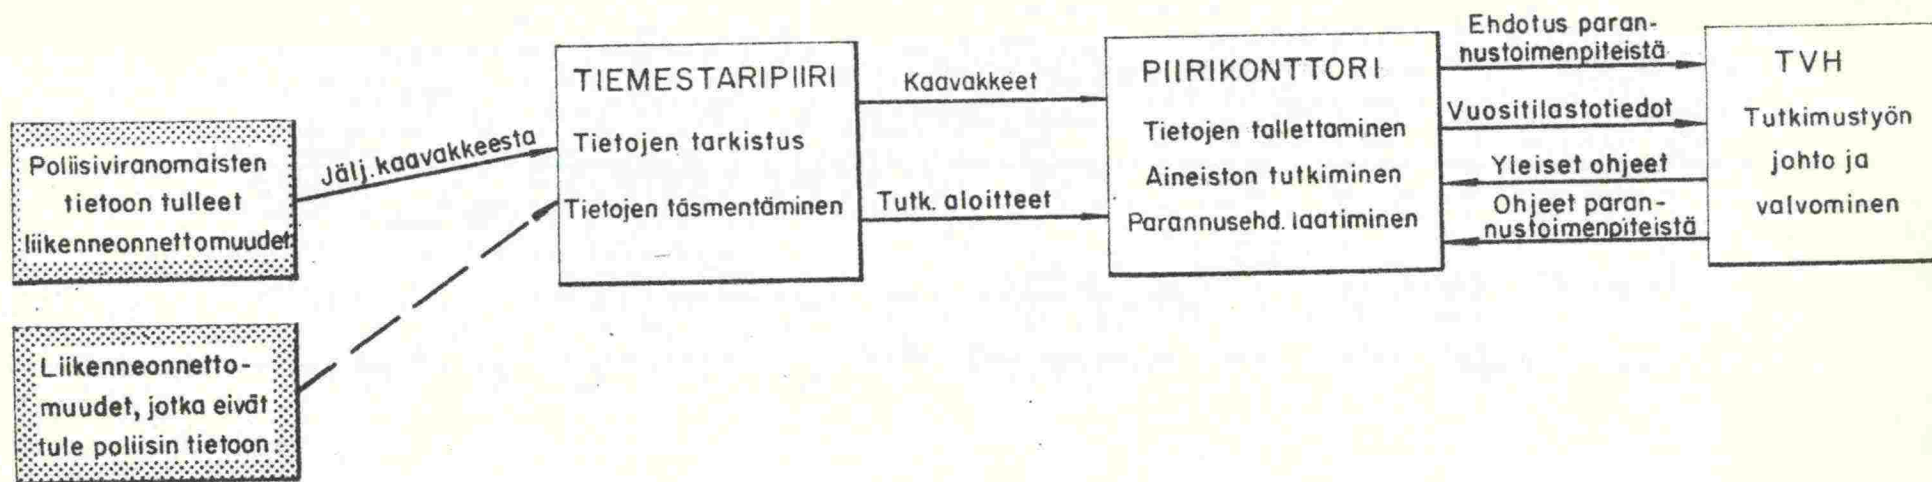 Poliisiviranomaisten
tietoon tulleet
liikenneonnettomuudet
Liikenneonnetto-
muudet, jotka eivät
tule poliisin tietoon
Jälj. kaavakkeesta
TIEMESTARIPIIRI
Tietojen tarkistus
Tietojen täsmentäminen
Kaavakkeet
Tutk. aloitteet
PIIRIKONTTORI
Tietojen tallettaminen
Aineiston tutkiminen
Parannusehd. laatiminen
Ehdotus paran-
nustoimenpiteistä
Vuositilastotiedot
Yleiset ohjeet
Ohjeet paran-
nustoimenpiteistä
TVH
Tutkimustyön
johto ja
valvominen